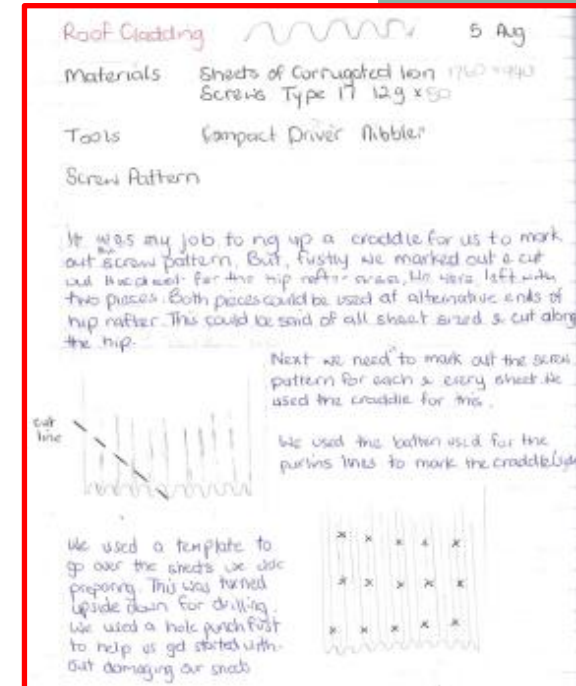 Roof Cladding 5 Aug
Materials Sheets of Corrugated Iron 1760 x 940
Screws Type 17 12g x 50
Tools Compact Driver Nibbler
Screw Pattern
It was my job to rig up a craddle for us to mark
out screw pattern. But, fustly we marked out & cut
out the sheet for the hip rafter area, We were left with
two pieces. Both pieces could be used at alternative ends of
hip rafter. This could be said of all sheet sized & cut along
the hip.
Next we need to mark out the screw
pattern for each & every sheet. We
used the craddle for this.
cut
line
We used the batten used for the
purlins lines to mark the craddle
We used a template to
go over the sheets we
preparing. This was turned
upside down for drilling.
We used a hole punch fust
to help us get started with-
out damaging our sheets
x x x x x
x x x x x
x x x x x